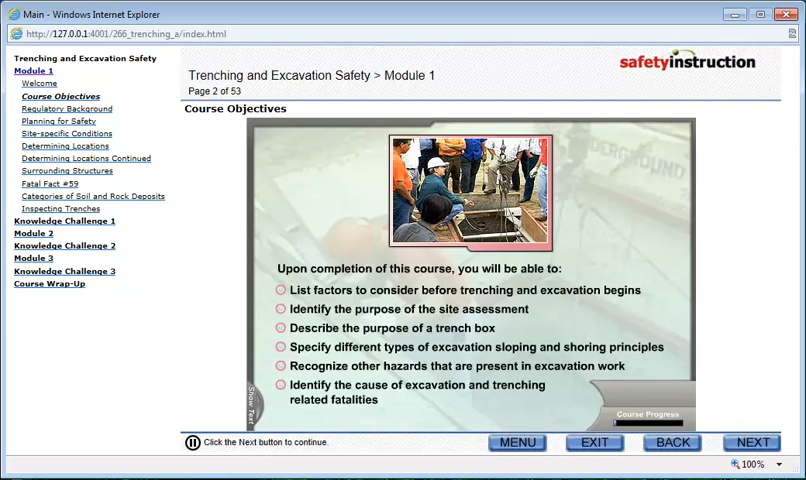 Main - Windows Internet Explorer
http://127.0.0.1:4001/266_trenching_a/index.html
Trenching and Excavation Safety
Module 1
Welcome
Course Objectives
Regulatory Background
Planning for Safety
Site-specific Conditions
Determining Locations
Determining Locations Continued
Surrounding Structures
Fatal Fact #59
Categories of Soil and Rock Deposits
Inspecting Trenches
Knowledge Challenge 1
Module 2
Knowledge Challenge 2
Module 3
Knowledge Challenge 3
Course Wrap-Up
Trenching and Excavation Safety > Module 1
Page 2 of 53
safetyinstruction
Course Objectives
UNDERGROUND
Upon completion of this course, you will be able to:
List factors to consider before trenching and excavation begins
Identify the purpose of the site assessment
Describe the purpose of a trench box
Specify different types of excavation sloping and shoring principles
Recognize other hazards that are present in excavation work
Identify the cause of excavation and trenching
related fatalities
Show Text
Course Progress
Click the Next button to continue.
MENU
EXIT
BACK
NEXT
100%